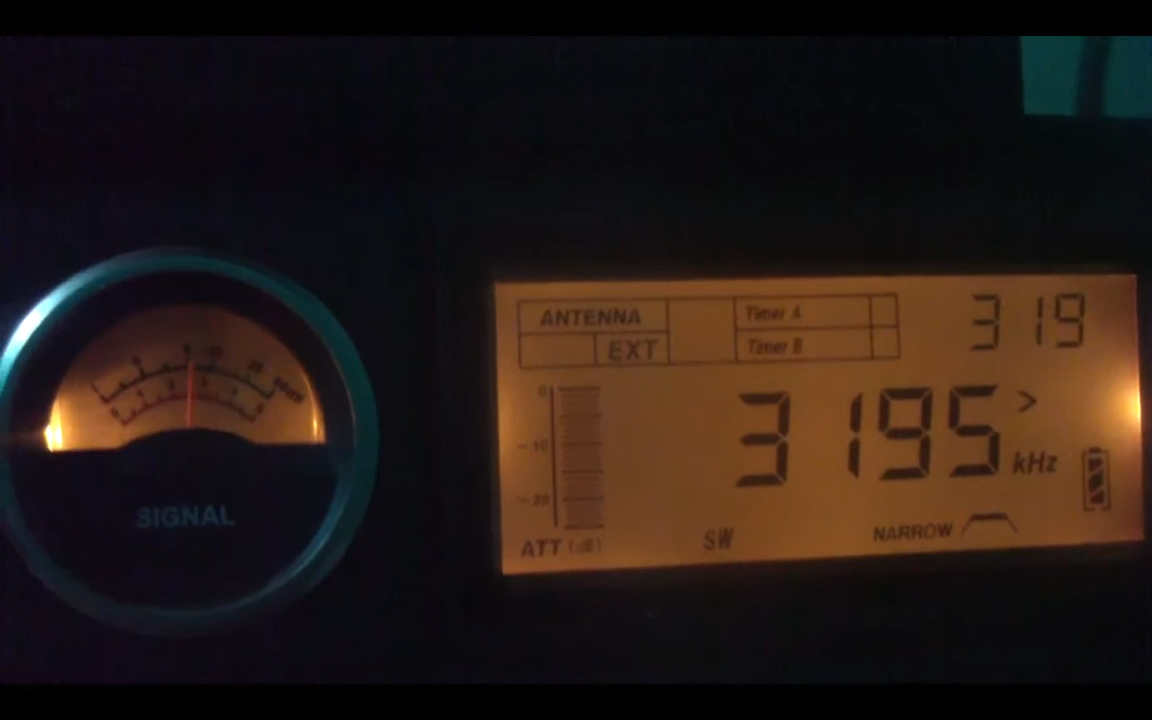 ANTENNA
EXT
Timer A
Timer B
319
0
-10
-20
ATT (dB)
3195 >
kHz
SW
NARROW
SIGNAL